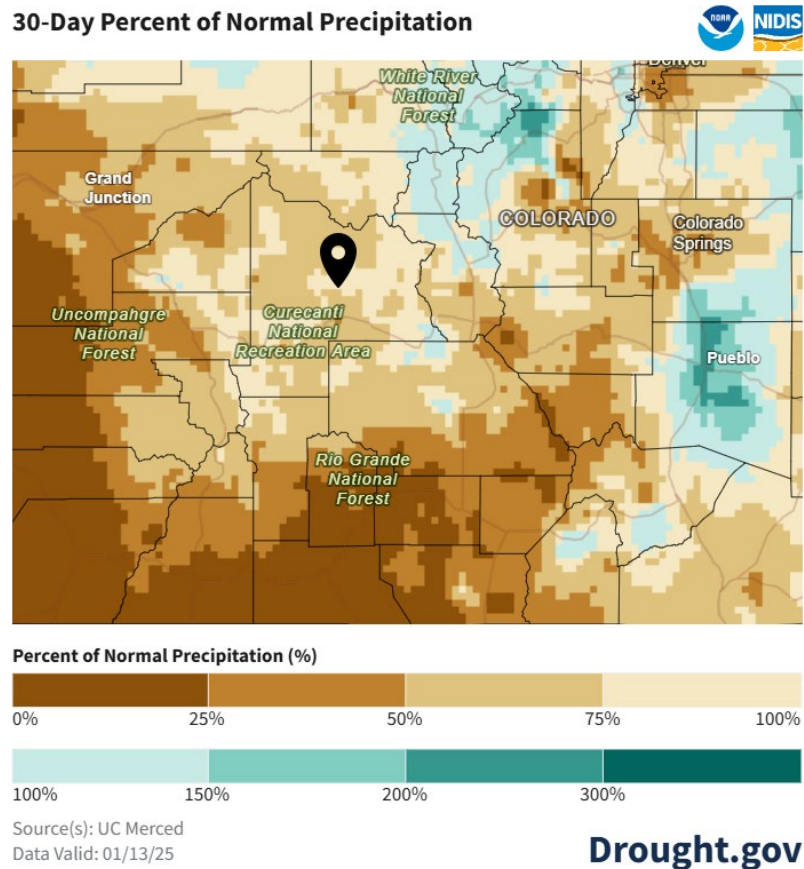 30-Day Percent of Normal Precipitation
NOAA
NIDIS
Denver
White River
National
Forest
Grand
Junction
COLORADO
Colorado
Springs
Uncompahgre
National
Forest
Curecanti
National
Recreation Area
Pueblo
Rio Grande
National
Forest
Percent of Normal Precipitation (%)
0% 25% 50% 75% 100%
100% 150% 200% 300%
Source(s): UC Merced
Data Valid: 01/13/25
Drought.gov